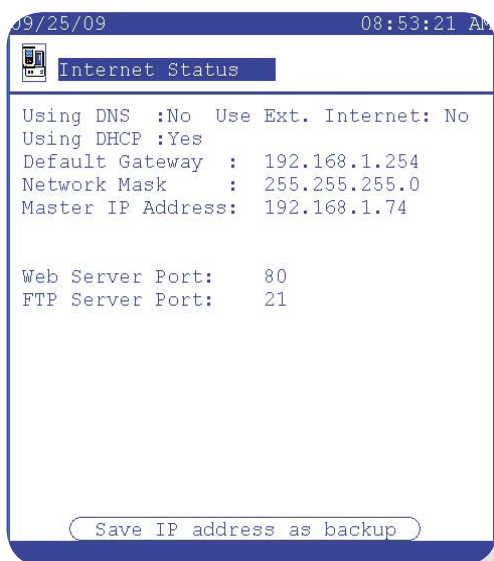 09/25/09 08:53:21 AM
Internet Status
Using DNS :No Use Ext. Internet: No
Using DHCP :Yes
Default Gateway : 192.168.1.254
Network Mask : 255.255.255.0
Master IP Address: 192.168.1.74
Web Server Port: 80
FTP Server Port: 21
Save IP address as backup